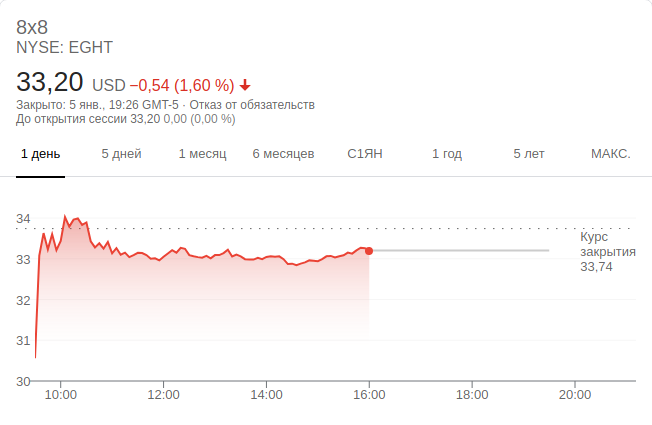 8x8
NYSE: EGHT
33,20 USD −0,54 (1,60 %)
Закрыто: 5 янв., 19:26 GMT-5 · Отказ от обязательств
До открытия сессии 33,20 0,00 (0,00 %)
1 день 5 дней 1 месяц 6 месяцев С1ЯН 1 год 5 лет МАКС.
34
Курс
закрытия
33,74
33
32
31
30
10:00 12:00 14:00 16:00 18:00 20:00